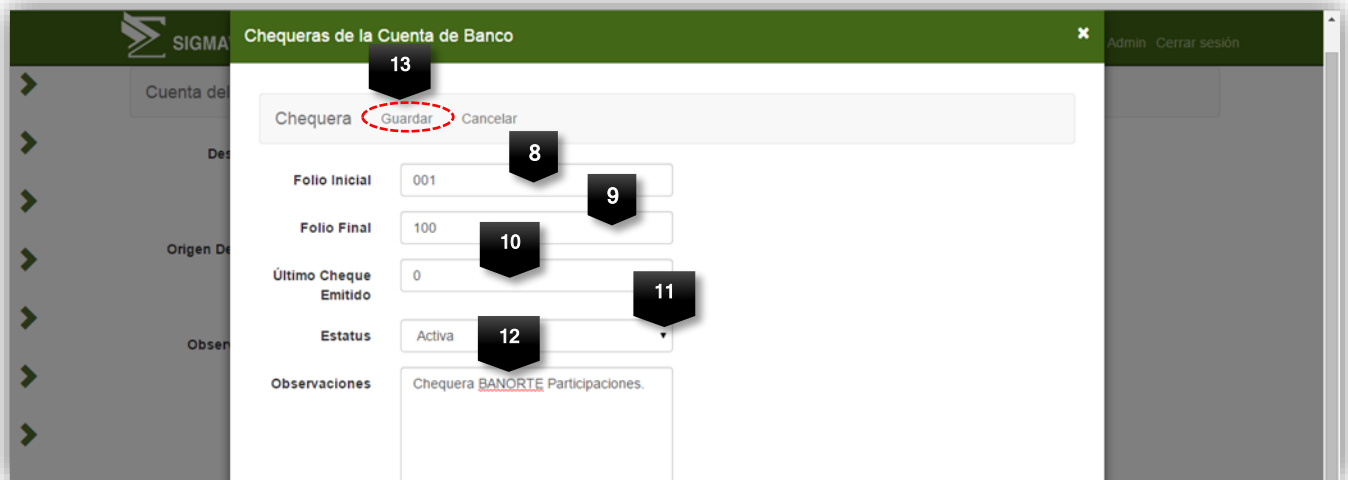 SIGMA
Chequeras de la Cuenta de Banco
Admin Cerrar sesión
13
Cuenta del
Chequera Guardar Cancelar
8
Des
Folio Inicial 001
9
Folio Final 100
10
Origen De
Último Cheque Emitido 0
11
Estatus Activa
12
Obser
Observaciones Chequera BANORTE Participaciones.